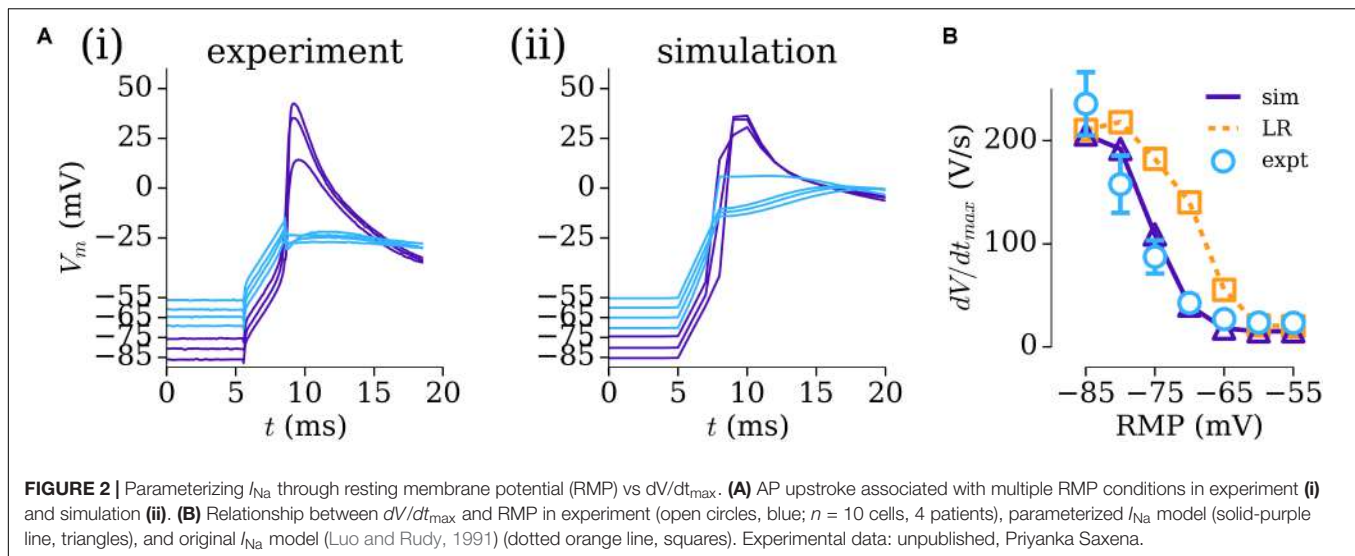 A
(i)
experiment
(ii)
simulation
B
50
25
0
−25
−55
−65
−75
−85
V_m (mV)
0
5
10
15
20
t (ms)
50
25
0
−25
−55
−65
−75
−85
0
5
10
15
20
t (ms)
sim
LR
expt
200
100
0
dV/dt_max (V/s)
−85
−75
−65
−55
RMP (mV)
FIGURE 2 | Parameterizing I_Na through resting membrane potential (RMP) vs dV/dt_max. (A) AP upstroke associated with multiple RMP conditions in experiment (i)
and simulation (ii). (B) Relationship between dV/dt_max and RMP in experiment (open circles, blue; n = 10 cells, 4 patients), parameterized I_Na model (solid-purple
line, triangles), and original I_Na model (Luo and Rudy, 1991) (dotted orange line, squares). Experimental data: unpublished, Priyanka Saxena.